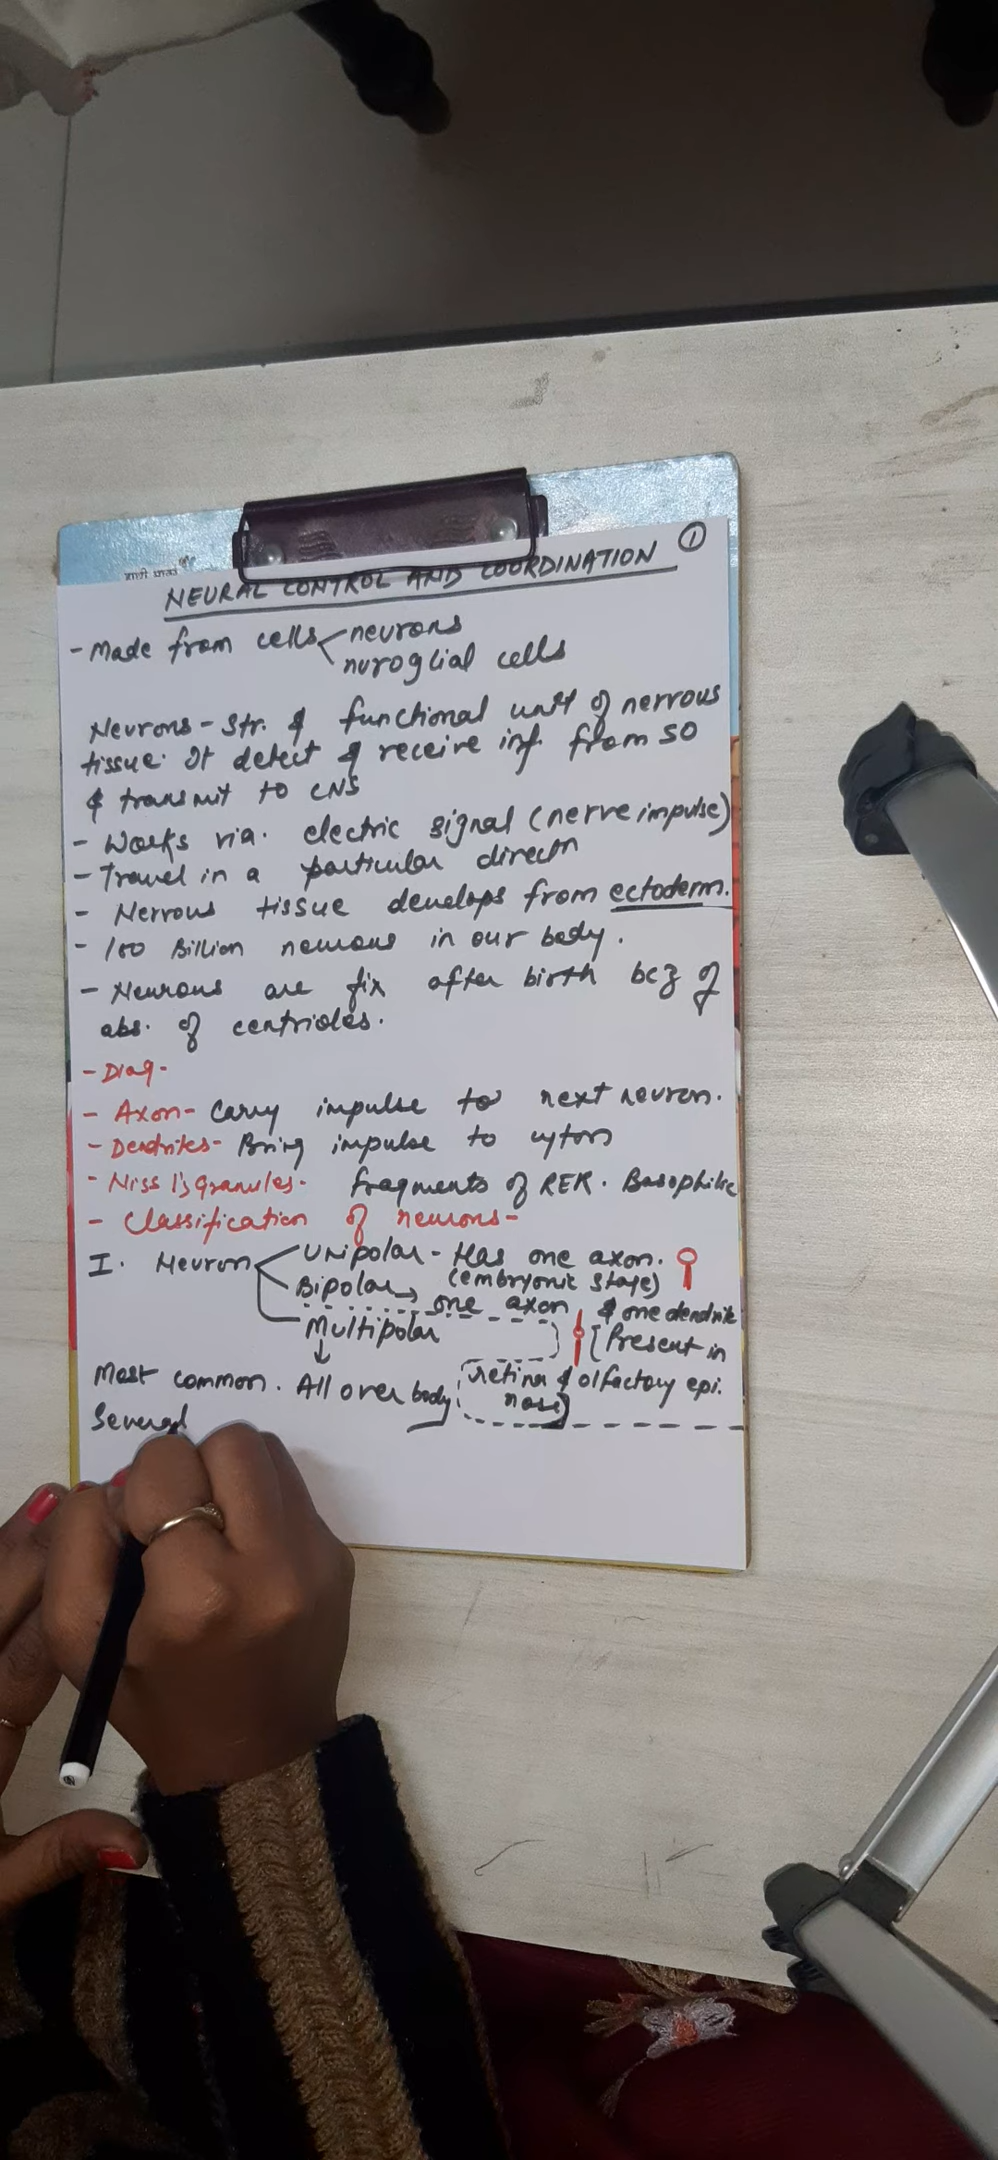 NEURAL CONTROL AND COORDINATION ①
- Made from cells neurons
nuroglial cells
Neurons - Str. & functional unit of nervous
tissue. It detect & receive inf. from SO
& transmit to CNS
- Works via. electric signal (nerve impulse)
- Travel in a particular directn
- Nervous tissue develops from ectoderm.
- 100 Billion neurons in our body.
- Neurons are fix after birth bcz of
abs. of centrioles.
- Diag -
- Axon - Carry impulse to next neuron.
- Dendrites - Bring impulse to cyton
- Nissl's granules - fragments of RER. Basophilic
- Classification of neurons -
I. Neuron Unipolar - Has one axon.
(embryonic stage)
Bipolar → one axon & one dendrite
Multipolar [Present in
↓ retina & olfactory epi.
nose]
Most common. All over body
Several